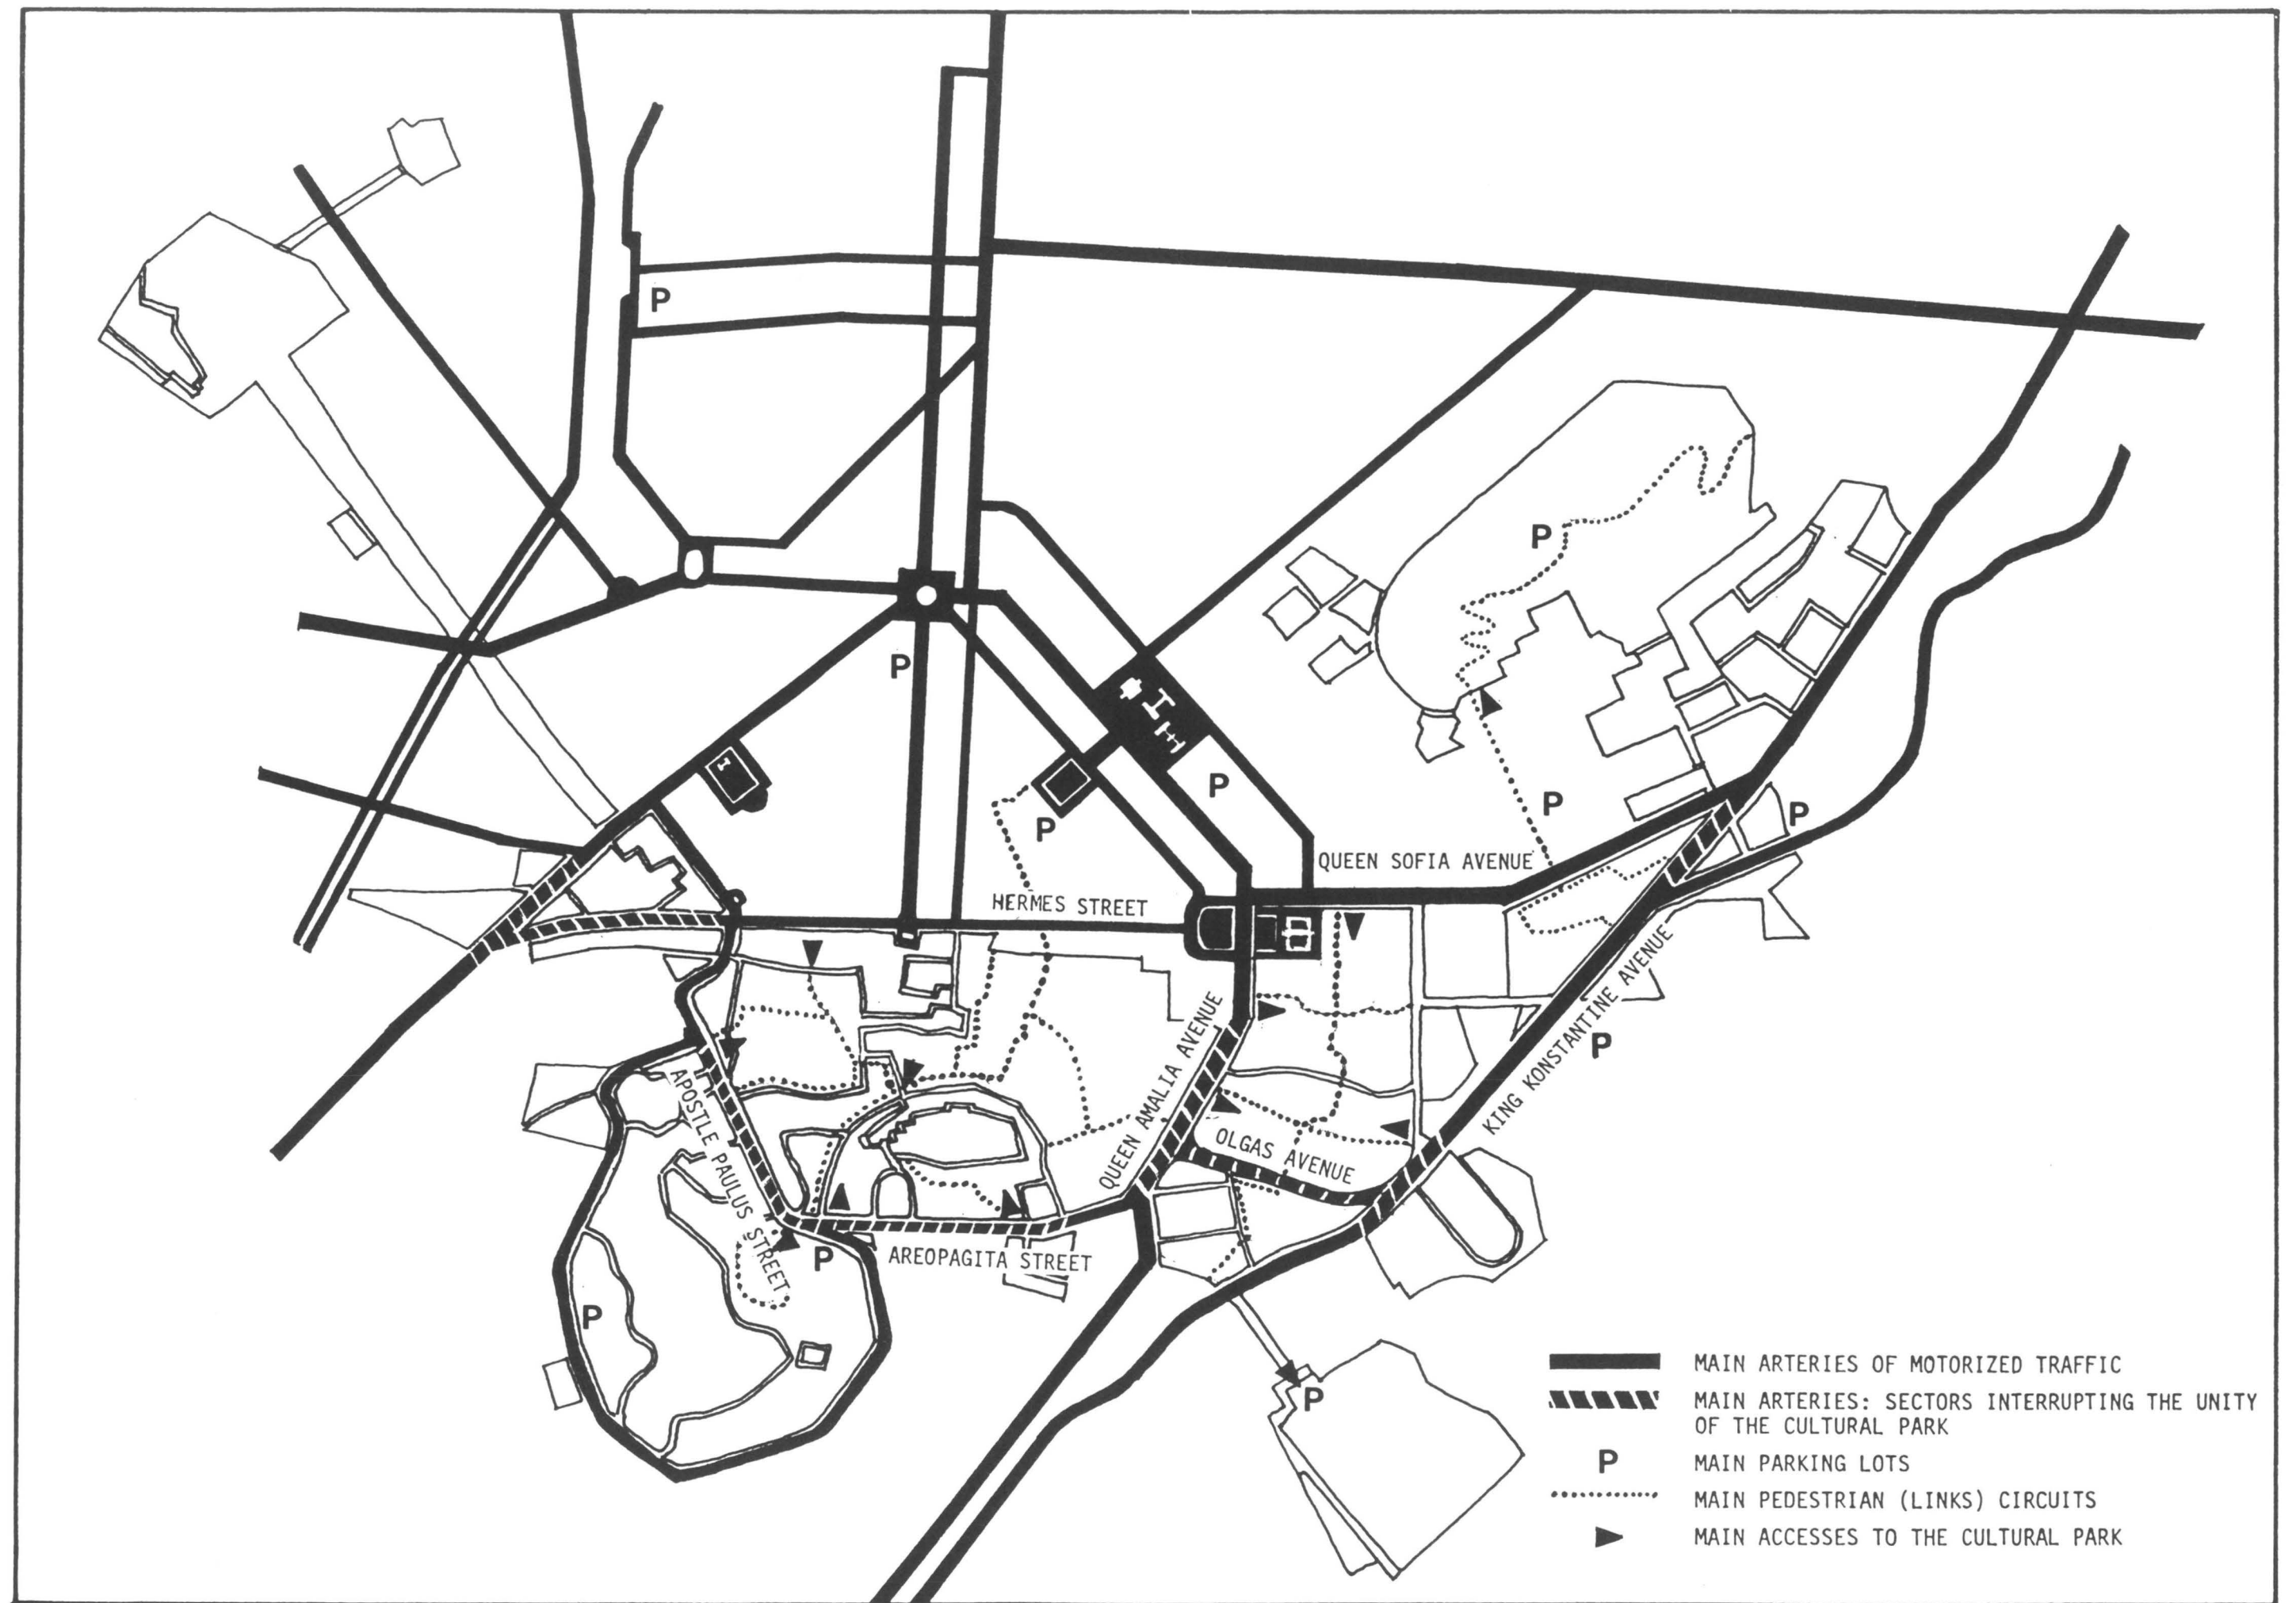 P
P
P
P
P
P
P
P
QUEEN SOFIA AVENUE
HERMES STREET
KING KONSTANTINE AVENUE
P
QUEEN AMALIA AVENUE
OLGAS AVENUE
APOSTLE PAULUS STREET
AREOPAGITA STREET
P
P
P
MAIN ARTERIES OF MOTORIZED TRAFFIC
MAIN ARTERIES: SECTORS INTERRUPTING THE UNITY
OF THE CULTURAL PARK
P MAIN PARKING LOTS
MAIN PEDESTRIAN (LINKS) CIRCUITS
MAIN ACCESSES TO THE CULTURAL PARK